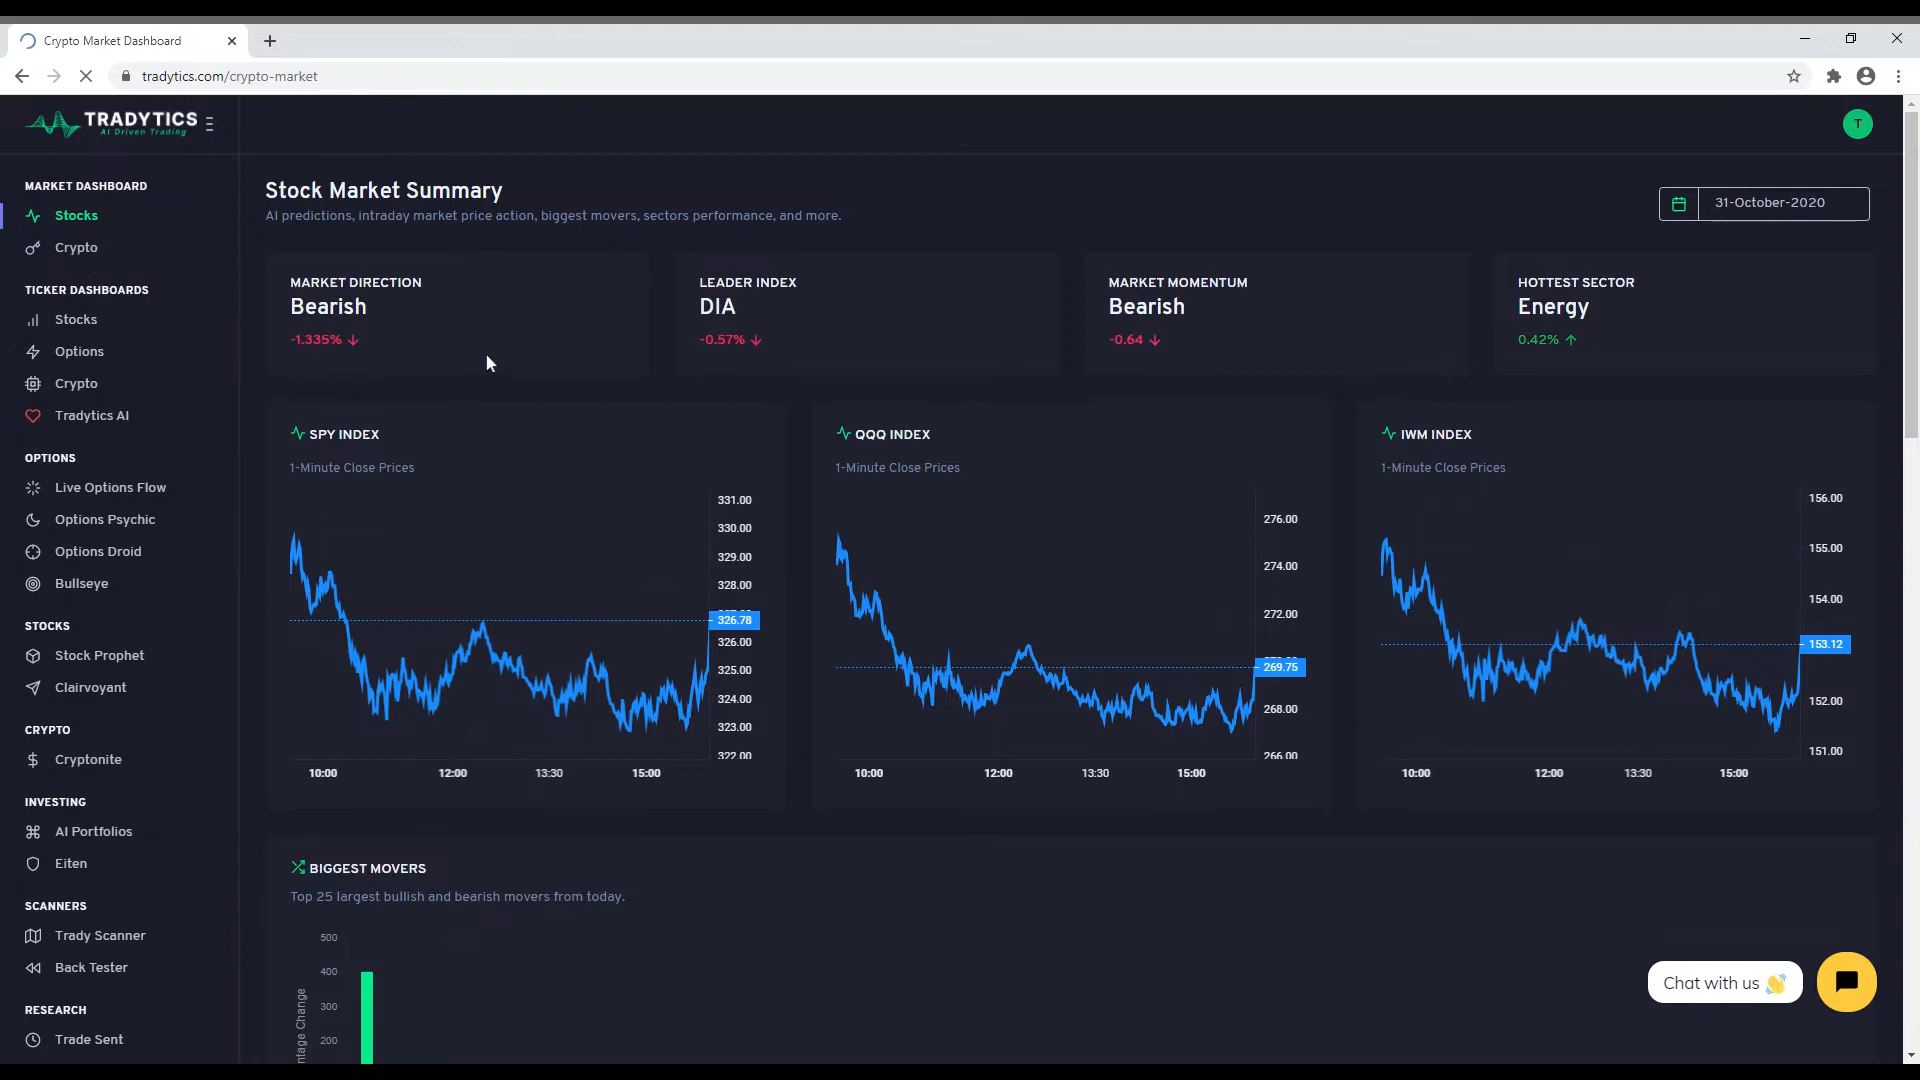 Crypto Market Dashboard
tradytics.com/crypto-market
TRADYTICS
AI Driven Trading
T
MARKET DASHBOARD
Stocks
Crypto
TICKER DASHBOARDS
Stocks
Options
Crypto
Tradytics AI
OPTIONS
Live Options Flow
Options Psychic
Options Droid
Bullseye
STOCKS
Stock Prophet
Clairvoyant
CRYPTO
Cryptonite
INVESTING
AI Portfolios
Eiten
SCANNERS
Trady Scanner
Back Tester
RESEARCH
Trade Sent
Stock Market Summary
AI predictions, intraday market price action, biggest movers, sectors performance, and more.
31-October-2020
MARKET DIRECTION
Bearish
-1.335% ↓
LEADER INDEX
DIA
-0.57% ↓
MARKET MOMENTUM
Bearish
-0.64 ↓
HOTTEST SECTOR
Energy
0.42% ↑
SPY INDEX
1-Minute Close Prices
331.00
330.00
329.00
328.00
326.78
326.00
325.00
324.00
323.00
322.00
10:00 12:00 13:30 15:00
QQQ INDEX
1-Minute Close Prices
276.00
274.00
272.00
269.75
268.00
266.00
10:00 12:00 13:30 15:00
IWM INDEX
1-Minute Close Prices
156.00
155.00
154.00
153.12
152.00
151.00
10:00 12:00 13:30 15:00
BIGGEST MOVERS
Top 25 largest bullish and bearish movers from today.
500
400
300
200
ntage Change
Chat with us 👋